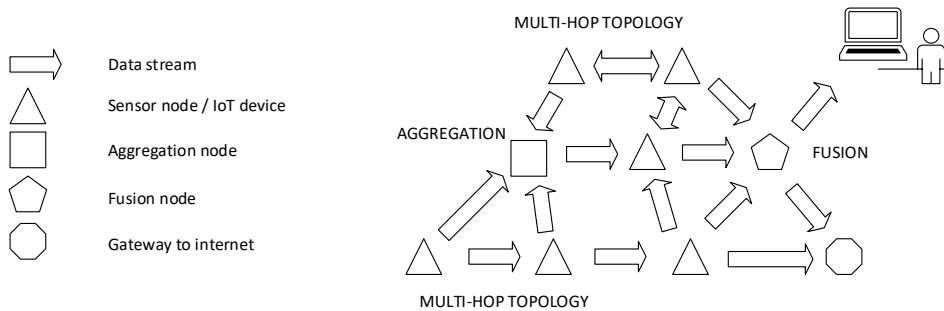 MULTI-HOP TOPOLOGY
Data stream
Sensor node / IoT device
AGGREGATION
Aggregation node
FUSION
Fusion node
Gateway to internet
MULTI-HOP TOPOLOGY